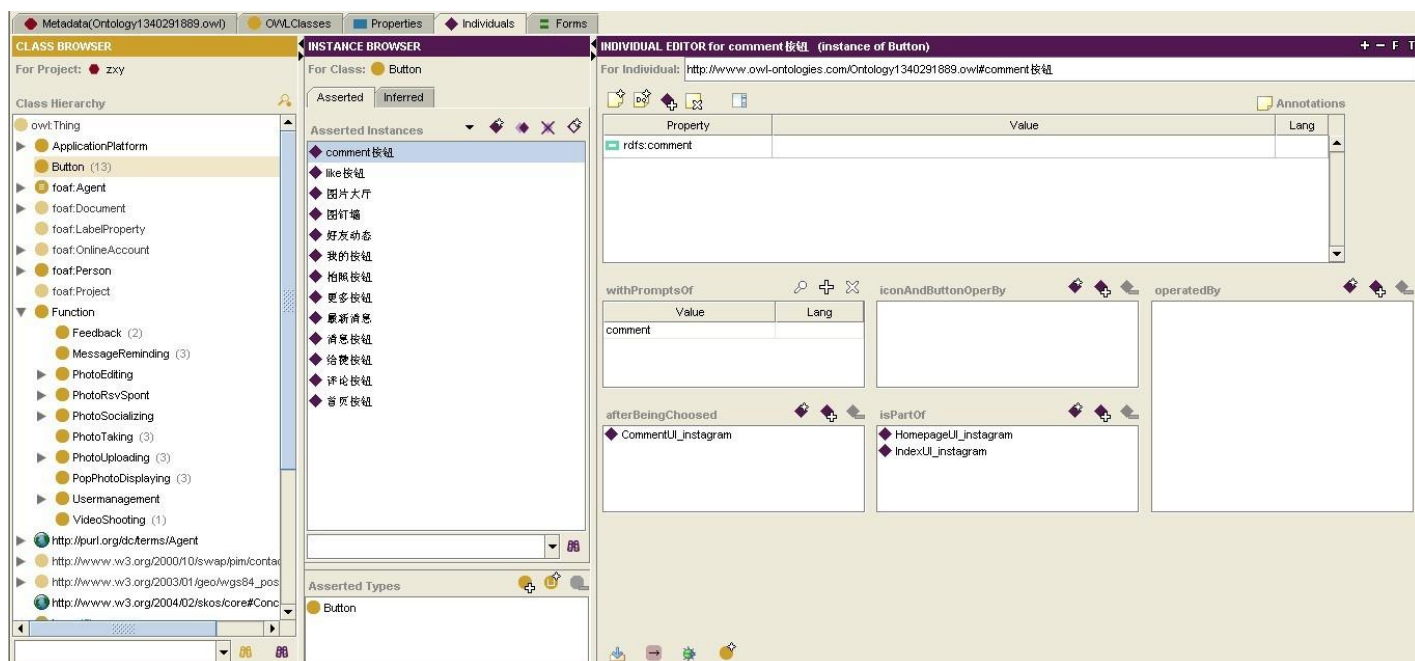 Metadata(Ontology1340291889.owl)
OWLClasses
Properties
Individuals
Forms
CLASS BROWSER
For Project: zxy
Class Hierarchy
owl:Thing
ApplicationPlatform
Button (13)
foaf:Agent
foaf:Document
foaf:LabelProperty
foaf:OnlineAccount
foaf:Person
foaf:Project
Function
Feedback (2)
MessageReminding (3)
PhotoEditing
PhotoRsvSpont
PhotoSocializing
PhotoTaking (3)
PhotoUploading (3)
PopPhotoDisplaying (3)
Usermanagement
VideoShooting (1)
http://purl.org/dc/terms/Agent
http://www.w3.org/2000/10/swap/pim/contac
http://www.w3.org/2003/01/geo/wgs84_pos
http://www.w3.org/2004/02/skos/core#Conc
INSTANCE BROWSER
For Class: Button
Asserted
Inferred
Asserted Instances
comment按钮
like按钮
图片大厅
图钉墙
好友动态
我的按钮
拍照按钮
更多按钮
最新消息
消息按钮
给赞按钮
评论按钮
首页按钮
Asserted Types
Button
INDIVIDUAL EDITOR for comment按钮 (instance of Button)
+ − F T
For Individual: http://www.owl-ontologies.com/Ontology1340291889.owl#comment按钮
Annotations
Property Value Lang
rdfs:comment
withPromptsOf
Value Lang
comment
iconAndButtonOperBy
operatedBy
afterBeingChoosed
CommentUI_instagram
isPartOf
HomepageUI_instagram
IndexUI_instagram